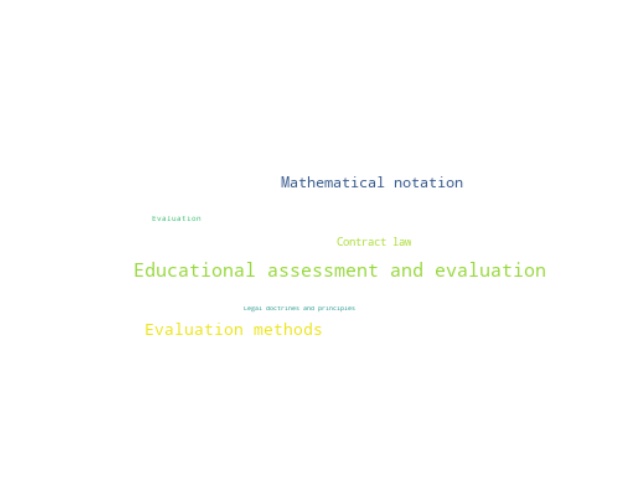 Mathematical notation
Evaluation
Contract law
Educational assessment and evaluation
Legal doctrines and principles
Evaluation methods